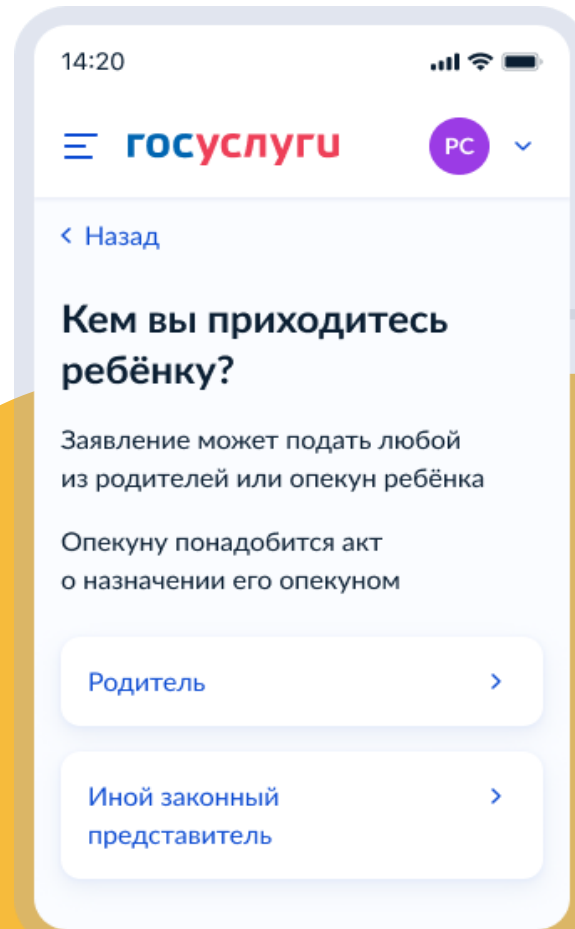 14:20
госуслуги
РС
Назад
Кем вы приходитесь
ребёнку?
Заявление может подать любой
из родителей или опекун ребёнка
Опекуну понадобится акт
о назначении его опекуном
Родитель
Иной законный
представитель